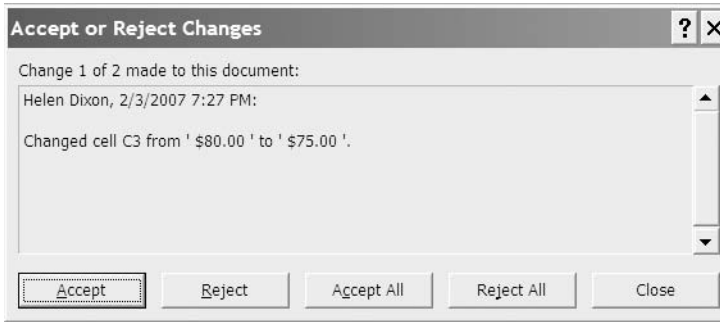 Accept or Reject Changes
? ×
Change 1 of 2 made to this document:
Helen Dixon, 2/3/2007 7:27 PM:
Changed cell C3 from ' $80.00 ' to ' $75.00 '.
Accept Reject Accept All Reject All Close